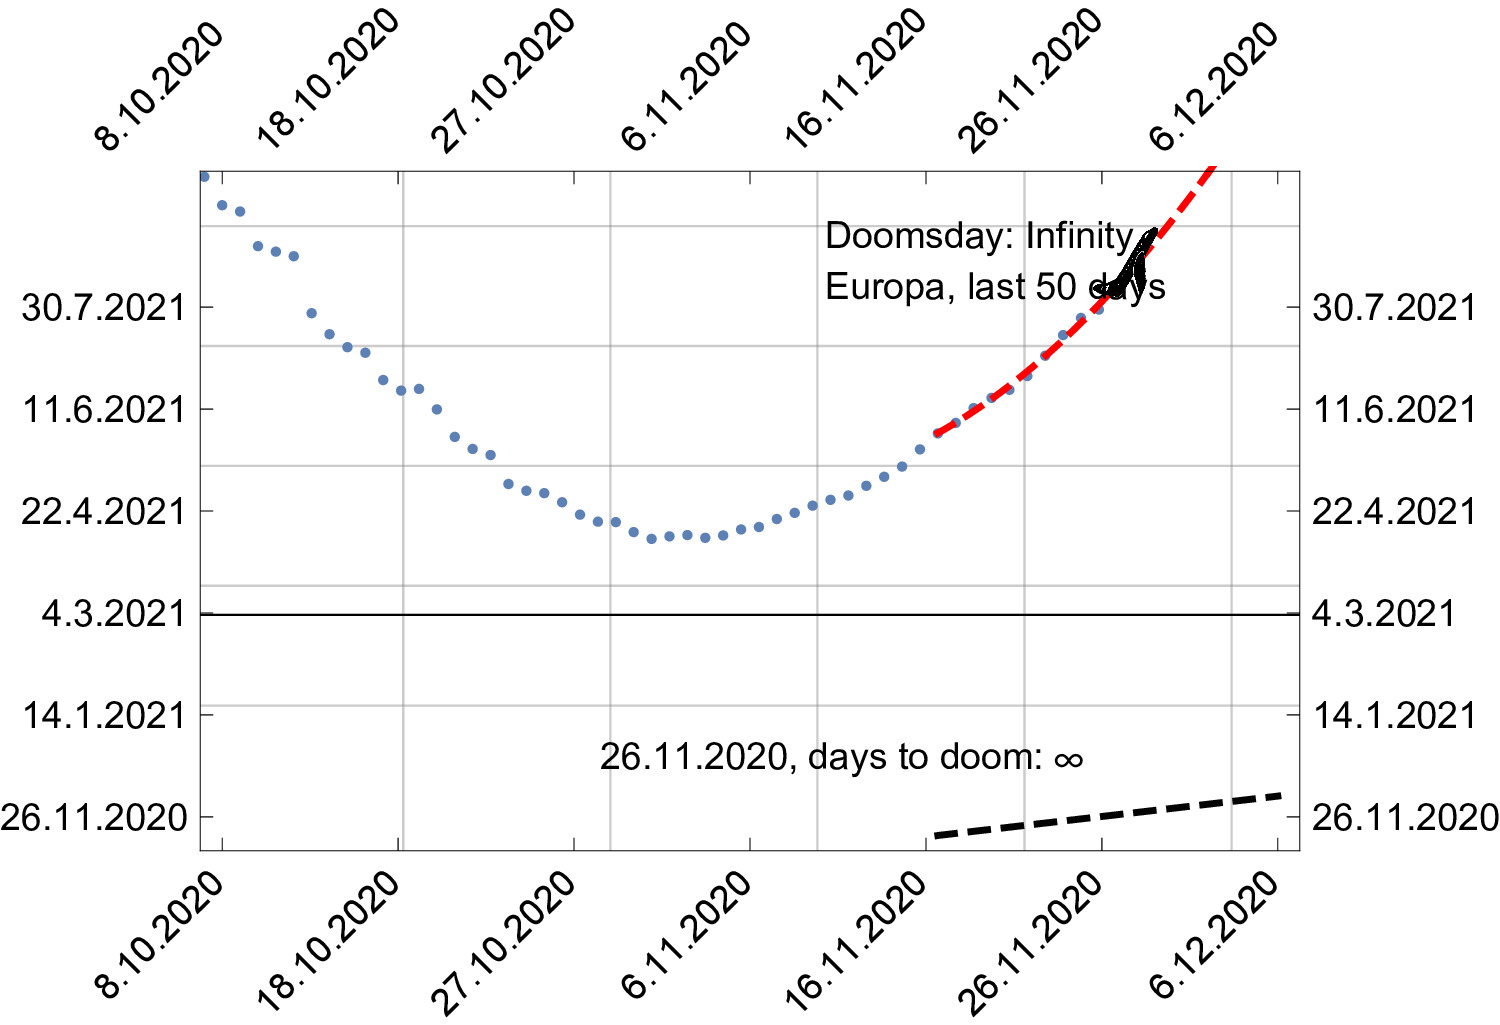 8.10.2020 18.10.2020 27.10.2020 6.11.2020 16.11.2020 26.11.2020 6.12.2020
Doomsday: Infinity
Europa, last 50 days
30.7.2021 30.7.2021
11.6.2021 11.6.2021
22.4.2021 22.4.2021
4.3.2021 4.3.2021
14.1.2021 14.1.2021
26.11.2020, days to doom: ∞
26.11.2020 26.11.2020
8.10.2020 18.10.2020 27.10.2020 6.11.2020 16.11.2020 26.11.2020 6.12.2020